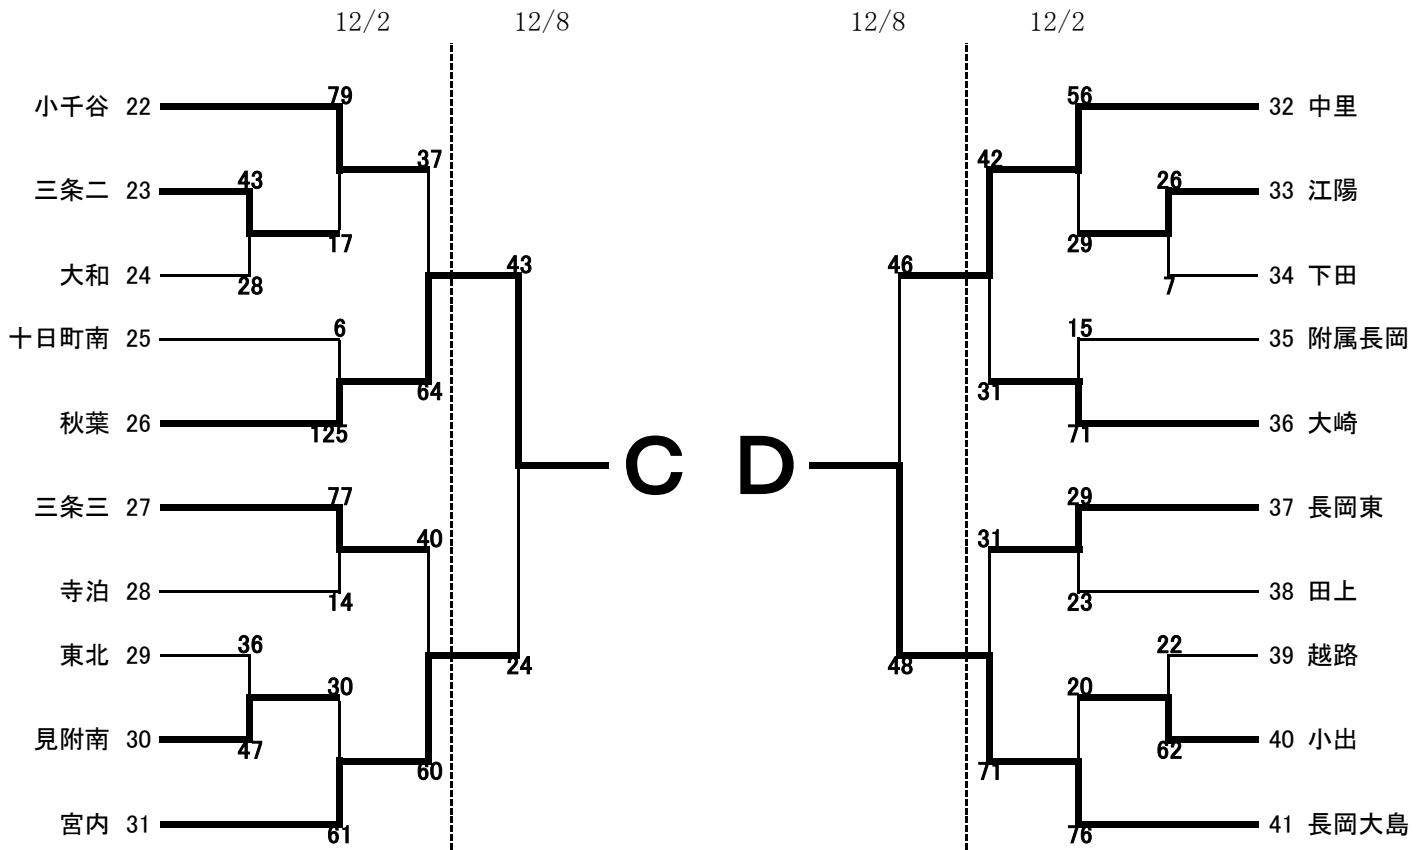 12/2 12/8 12/8 12/2
79 56
小千谷 22 32 中里
37 42
43 26
三条二 23 33 江陽
17 29
43 46
大和 24 34 下田
28 7
6 15
十日町南 25 35 附属長岡
64 31
秋葉 26 36 大崎
125 71
C D
77 29
三条三 27 37 長岡東
40 31
寺泊 28 38 田上
14 23
36 22
東北 29 39 越路
24 48
30 20
見附南 30 40 小出
47 62
60 71
宮内 31 41 長岡大島
61 76